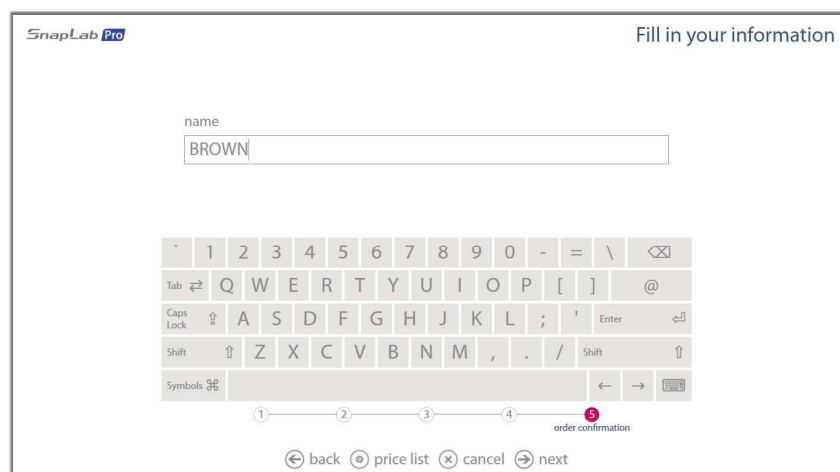 SnapLab Pro
Fill in your information
name
BROWN
` 1 2 3 4 5 6 7 8 9 0 - = \
Tab Q W E R T Y U I O P [ ] @
Caps Lock A S D F G H J K L ; ' Enter
Shift Z X C V B N M , . / Shift
Symbols ⌘ ← →
1 2 3 4 5
order confirmation
back price list cancel next